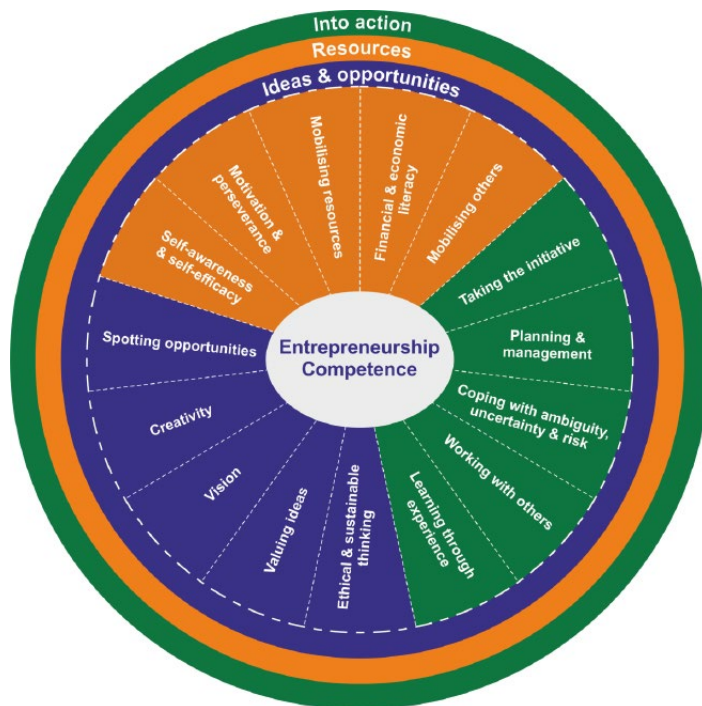 Into action
Resources
Ideas & opportunities
Self-awareness
& self-efficacy
Motivation &
perseverance
Mobilising resources
Financial & economic
literacy
Mobilising others
Taking the initiative
Planning &
management
Coping with ambiguity,
uncertainty & risk
Working with others
Learning through
experience
Ethical & sustainable
thinking
Valuing ideas
Vision
Creativity
Spotting opportunities
Entrepreneurship
Competence